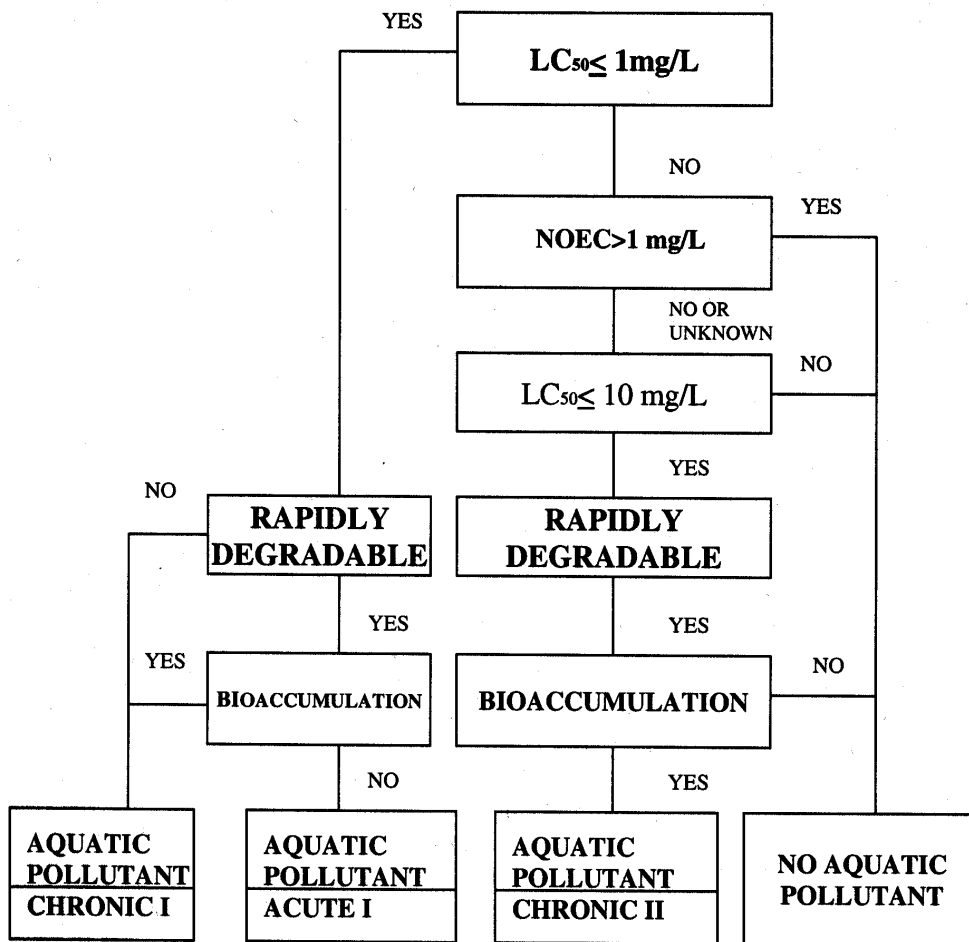 YES
LC50≤ 1mg/L
NO
YES
NOEC>1 mg/L
NO OR
UNKNOWN
NO
LC50≤ 10 mg/L
YES
NO
RAPIDLY
DEGRADABLE
RAPIDLY
DEGRADABLE
YES
YES
YES
NO
BIOACCUMULATION
BIOACCUMULATION
NO
YES
AQUATIC
POLLUTANT
CHRONIC I
AQUATIC
POLLUTANT
ACUTE I
AQUATIC
POLLUTANT
CHRONIC II
NO AQUATIC
POLLUTANT